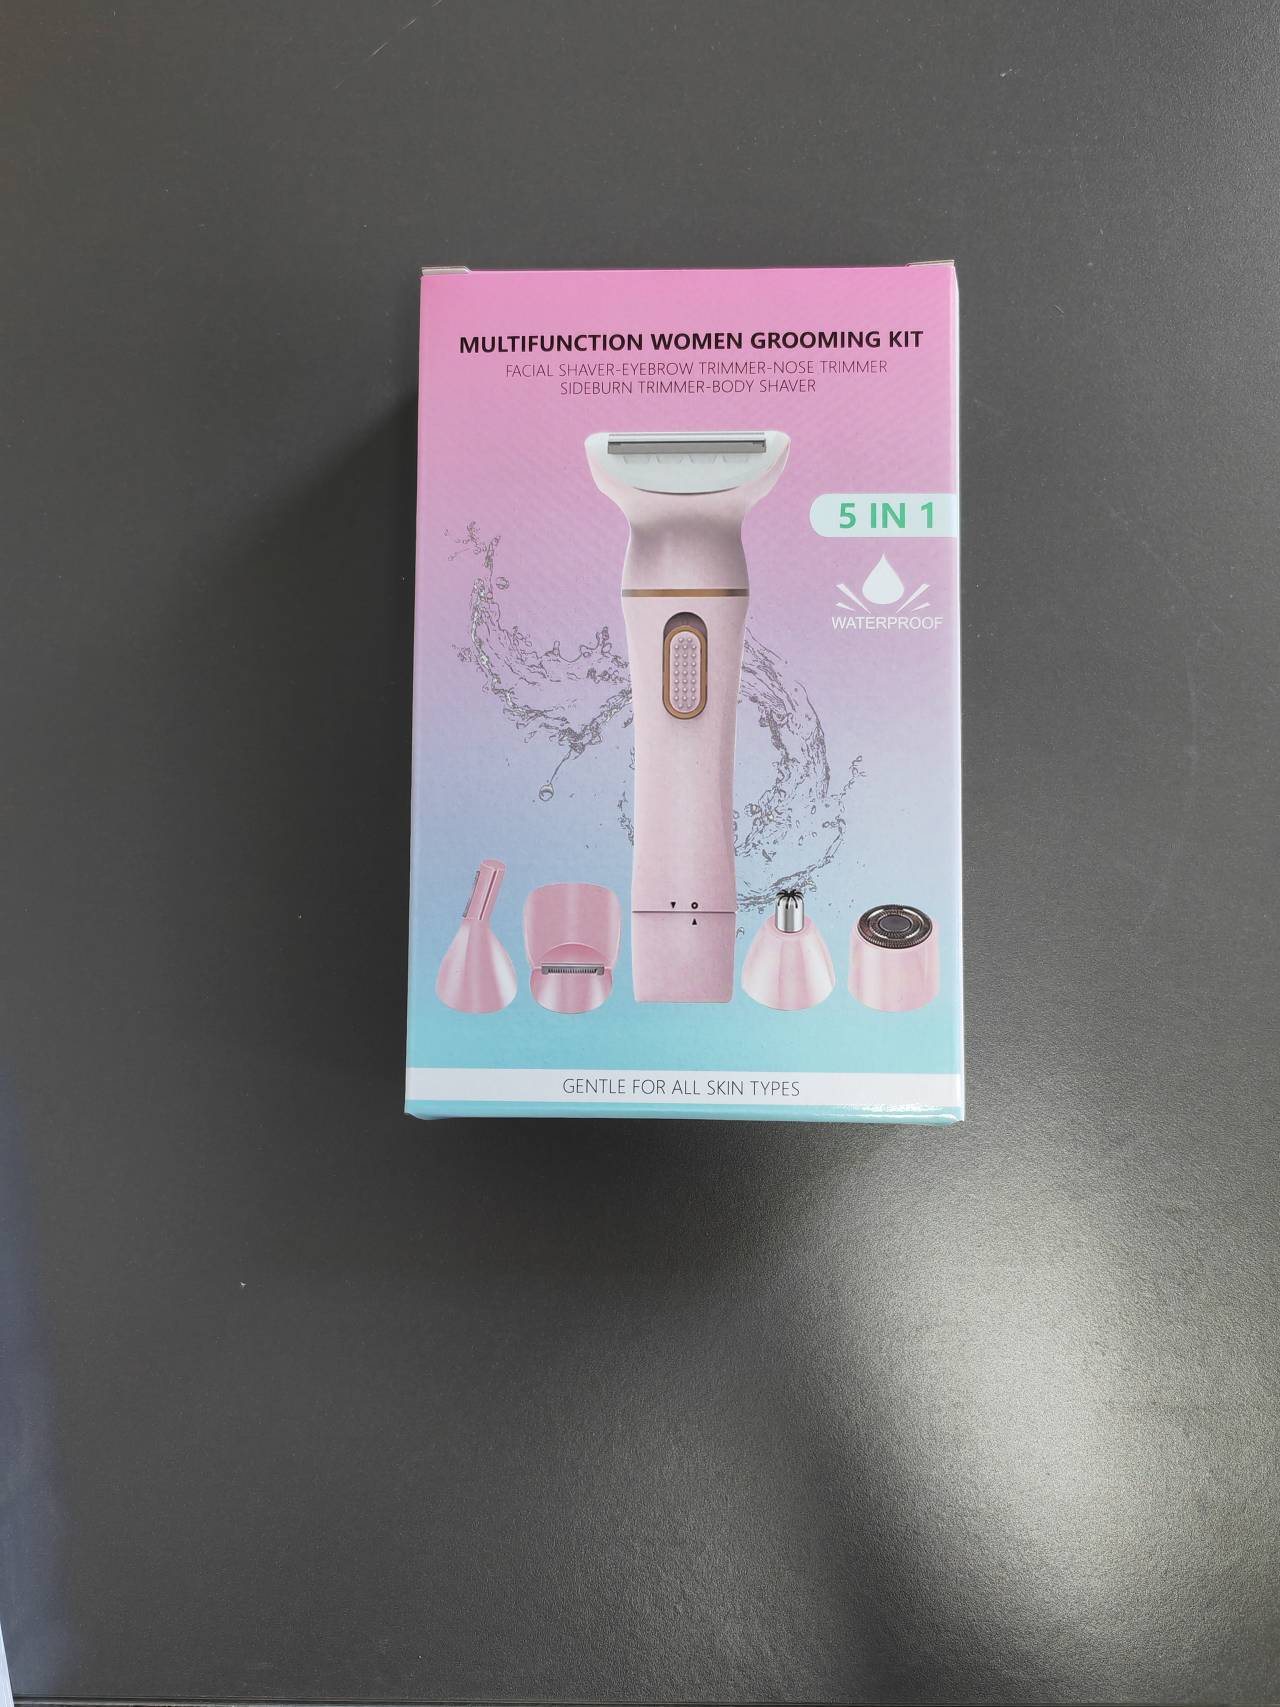 MULTIFUNCTION WOMEN GROOMING KIT
FACIAL SHAVER-EYEBROW TRIMMER-NOSE TRIMMER
SIDEBURN TRIMMER-BODY SHAVER
5 IN 1
WATERPROOF
GENTLE FOR ALL SKIN TYPES